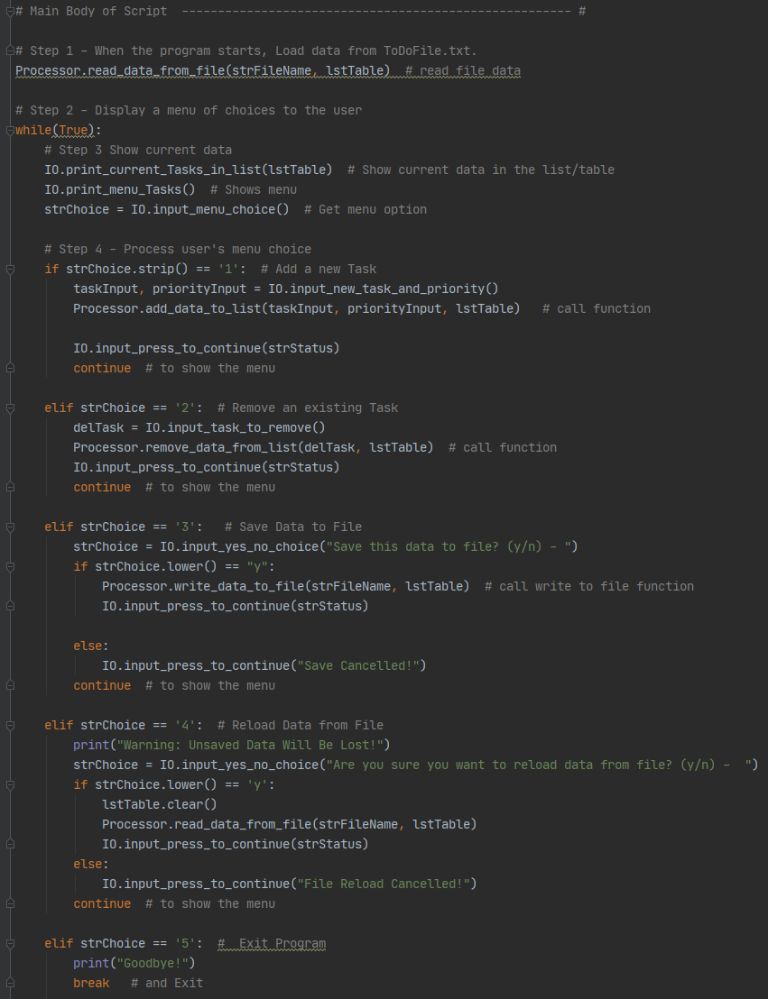 # Main Body of Script  ------------------------------------------------------ #

# Step 1 - When the program starts, Load data from ToDoFile.txt.
Processor.read_data_from_file(strFileName, lstTable)  # read file data

# Step 2 - Display a menu of choices to the user
while(True):
    # Step 3 Show current data
    IO.print_current_Tasks_in_list(lstTable)  # Show current data in the list/table
    IO.print_menu_Tasks()  # Shows menu
    strChoice = IO.input_menu_choice()  # Get menu option

    # Step 4 - Process user's menu choice
    if strChoice.strip() == '1':  # Add a new Task
        taskInput, priorityInput = IO.input_new_task_and_priority()
        Processor.add_data_to_list(taskInput, priorityInput, lstTable)   # call function

        IO.input_press_to_continue(strStatus)
        continue  # to show the menu

    elif strChoice == '2':  # Remove an existing Task
        delTask = IO.input_task_to_remove()
        Processor.remove_data_from_list(delTask, lstTable)  # call function
        IO.input_press_to_continue(strStatus)
        continue  # to show the menu

    elif strChoice == '3':   # Save Data to File
        strChoice = IO.input_yes_no_choice("Save this data to file? (y/n) - ")
        if strChoice.lower() == "y":
            Processor.write_data_to_file(strFileName, lstTable)  # call write to file function
            IO.input_press_to_continue(strStatus)

        else:
            IO.input_press_to_continue("Save Cancelled!")
        continue  # to show the menu

    elif strChoice == '4':  # Reload Data from File
        print("Warning: Unsaved Data Will Be Lost!")
        strChoice = IO.input_yes_no_choice("Are you sure you want to reload data from file? (y/n) -  ")
        if strChoice.lower() == 'y':
            lstTable.clear()
            Processor.read_data_from_file(strFileName, lstTable)
            IO.input_press_to_continue(strStatus)
        else:
            IO.input_press_to_continue("File Reload Cancelled!")
        continue  # to show the menu

    elif strChoice == '5':  #  Exit Program
        print("Goodbye!")
        break   # and Exit